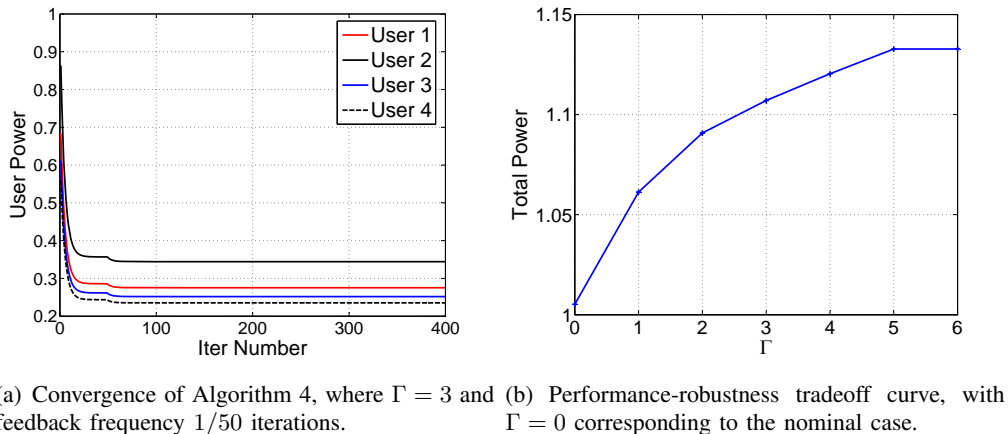 1
0.9
0.8
0.7
0.6
0.5
0.4
0.3
0.2
User Power
0
100
200
300
400
Iter Number
User 1
User 2
User 3
User 4
1.15
1.1
1.05
1
Total Power
0
1
2
3
4
5
6
Γ
(a) Convergence of Algorithm 4, where Γ = 3 and
feedback frequency 1/50 iterations.
(b) Performance-robustness tradeoff curve, with
Γ = 0 corresponding to the nominal case.